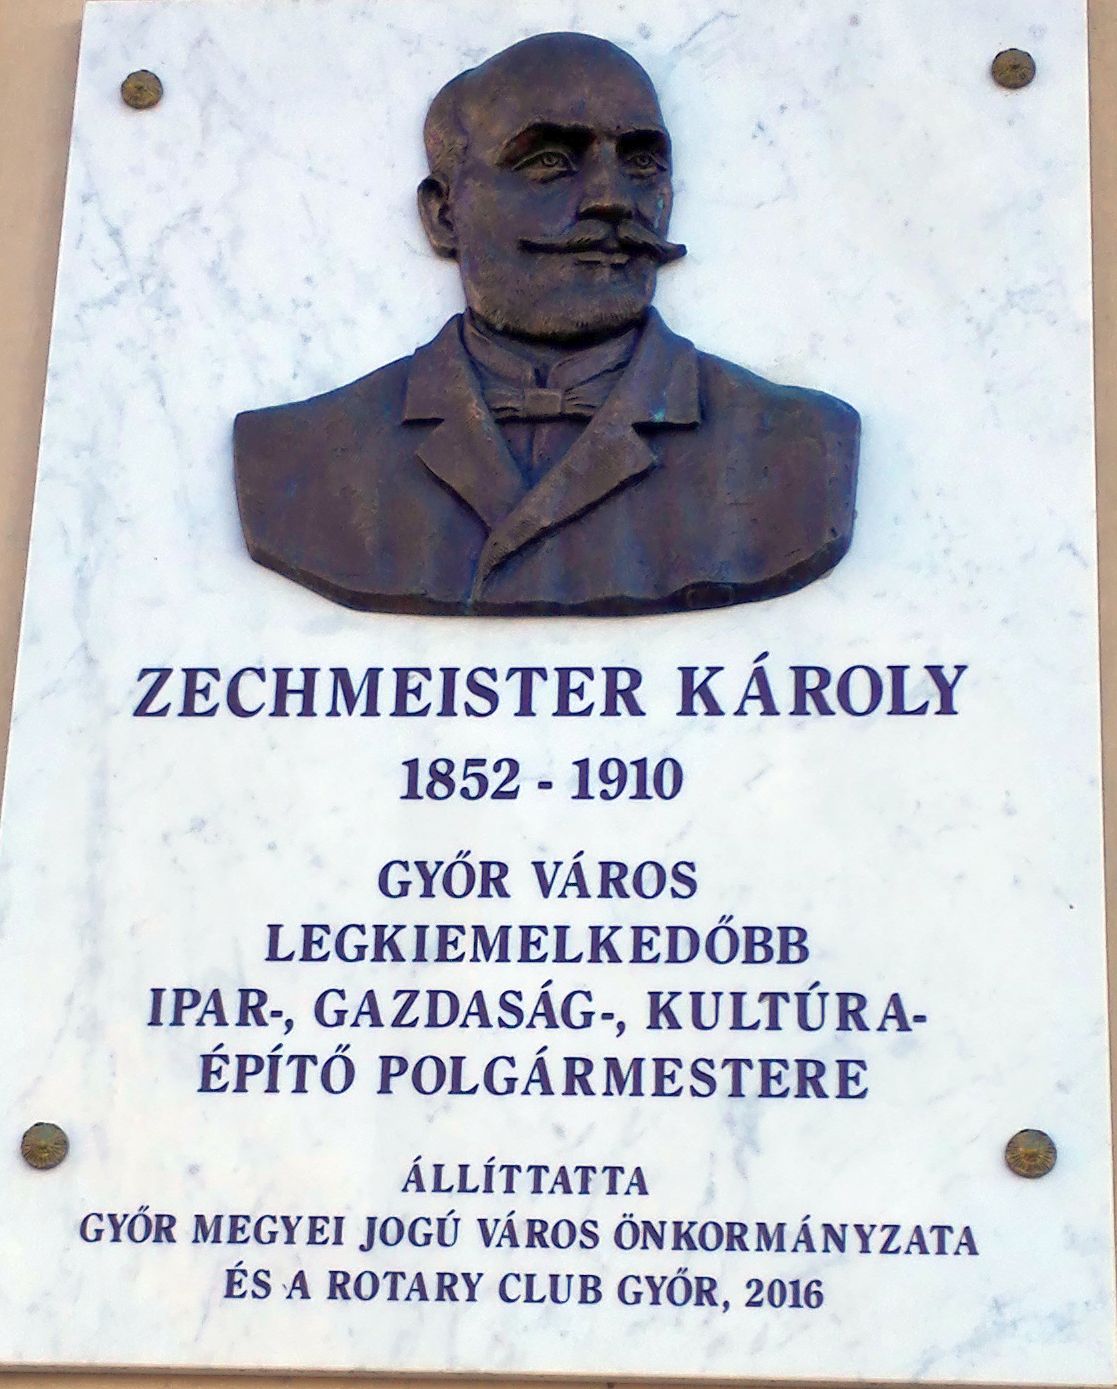 ZECHMEISTER KÁROLY
1852 - 1910
GYŐR VÁROS
LEGKIEMELKEDŐBB
IPAR-, GAZDASÁG-, KULTÚRA-
ÉPÍTŐ POLGÁRMESTERE
ÁLLÍTTATTA
GYŐR MEGYEI JOGÚ VÁROS ÖNKORMÁNYZATA
ÉS A ROTARY CLUB GYŐR, 2016